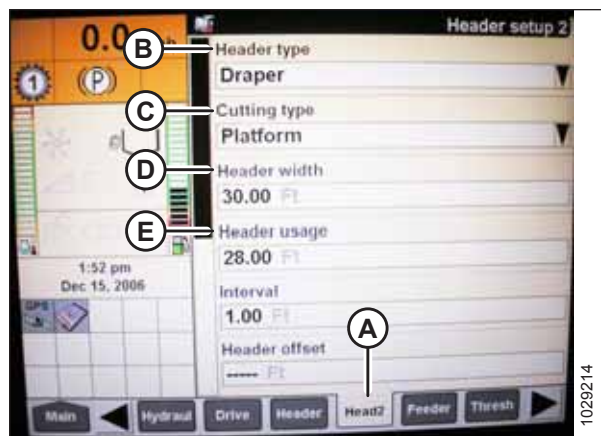 0.0
Header setup 2
B
Header type
Draper
1
(P)
C
Cutting type
Platform
D
Header width
30.00 Ft
E
Header usage
28.00 Ft
1:52 pm
Dec 15, 2006
Interval
1.00 Ft
GPS
A
Header offset
----- Ft
Main
Hydraul
Drive
Header
Head2
Feeder
Thresh
1029214